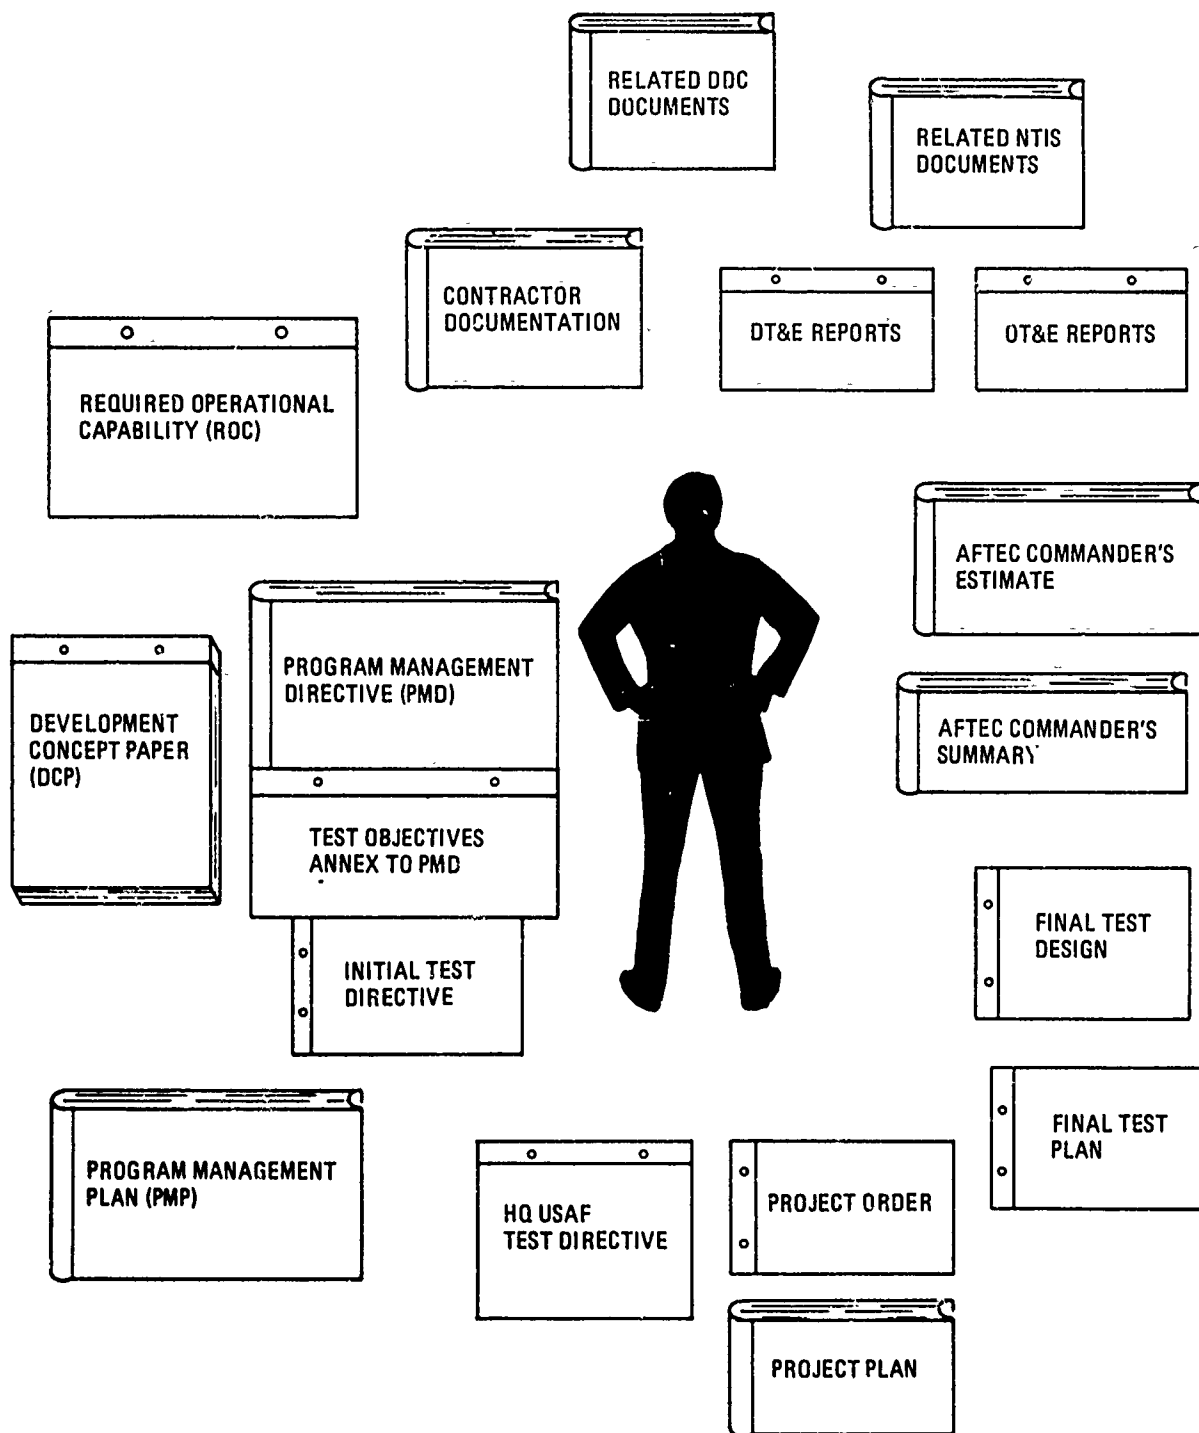 RELATED DDC
DOCUMENTS
RELATED NTIS
DOCUMENTS
CONTRACTOR
DOCUMENTATION
DT&E REPORTS
OT&E REPORTS
REQUIRED OPERATIONAL
CAPABILITY (ROC)
AFTEC COMMANDER'S
ESTIMATE
PROGRAM MANAGEMENT
DIRECTIVE (PMD)
DEVELOPMENT
CONCEPT PAPER
(DCP)
AFTEC COMMANDER'S
SUMMARY
TEST OBJECTIVES
ANNEX TO PMD
FINAL TEST
DESIGN
INITIAL TEST
DIRECTIVE
FINAL TEST
PLAN
PROGRAM MANAGEMENT
PLAN (PMP)
HQ USAF
TEST DIRECTIVE
PROJECT ORDER
PROJECT PLAN